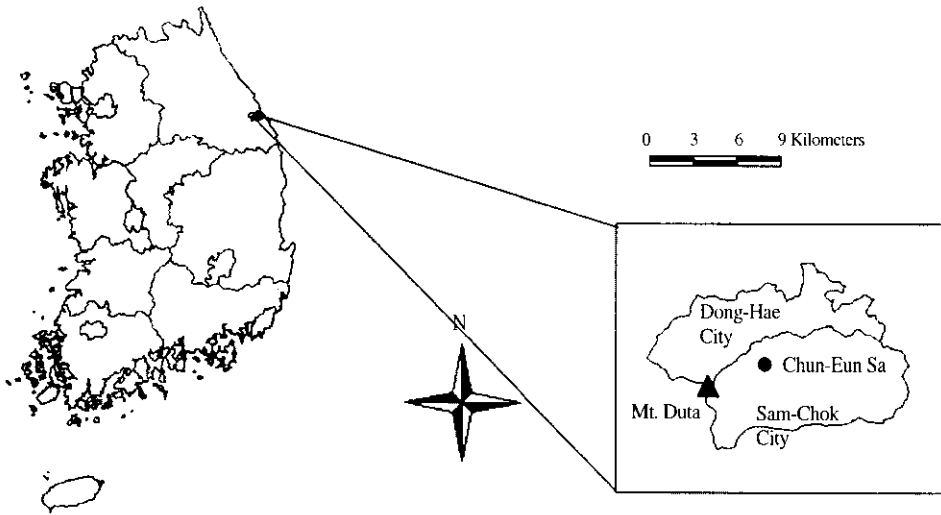 0 3 6 9 Kilometers
N
Dong-Hae
City
Chun-Eun Sa
Mt. Duta
Sam-Chok
City